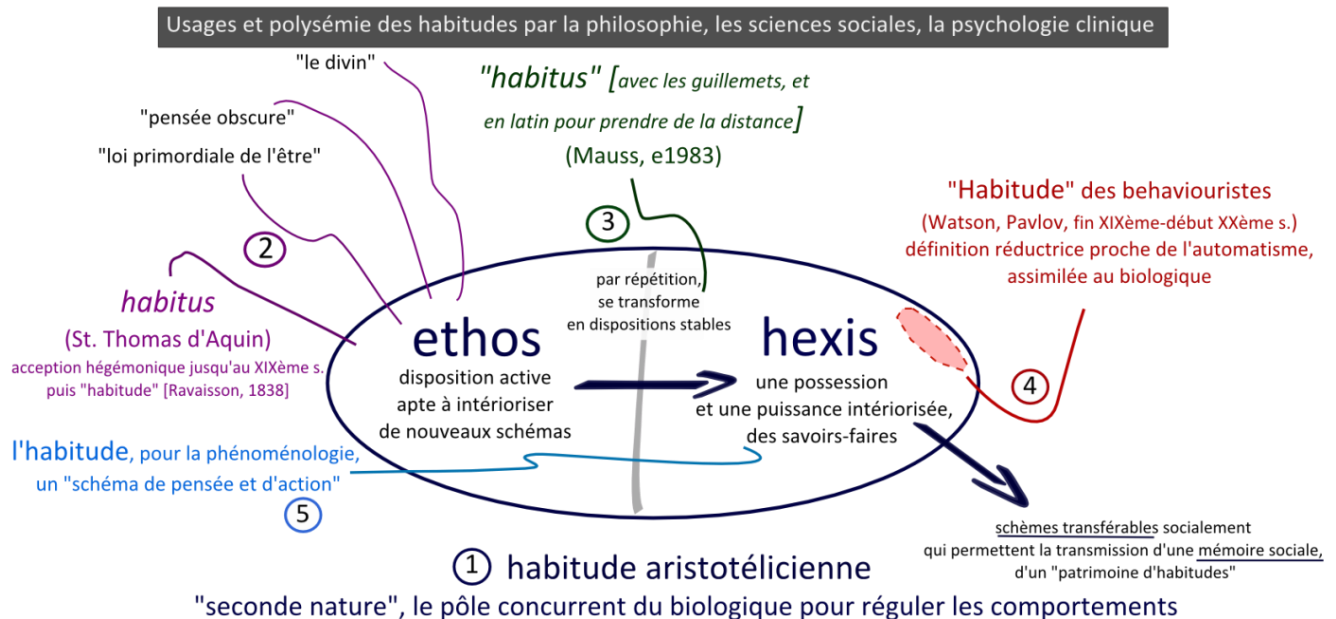 Usages et polysémie des habitudes par la philosophie, les sciences sociales, la psychologie clinique
"le divin"
"pensée obscure"
"loi primordiale de l'être"
"habitus" [avec les guillemets, et
en latin pour prendre de la distance]
(Mauss, e1983)
"Habitude" des behaviouristes
(Watson, Pavlov, fin XIXème-début XXème s.)
définition réductrice proche de l'automatisme,
assimilée au biologique
2
3
4
habitus
(St. Thomas d'Aquin)
acception hégémonique jusqu'au XIXème s.
puis "habitude" [Ravaisson, 1838]
ethos
disposition active
apte à intérioriser
de nouveaux schémas
par répétition,
se transforme
en dispositions stables
hexis
une possession
et une puissance intériorisée,
des savoirs-faires
l'habitude, pour la phénoménologie,
un "schéma de pensée et d'action"
5
schèmes transférables socialement
qui permettent la transmission d'une mémoire sociale,
d'un "patrimoine d'habitudes"
1 habitude aristotélicienne
"seconde nature", le pôle concurrent du biologique pour réguler les comportements